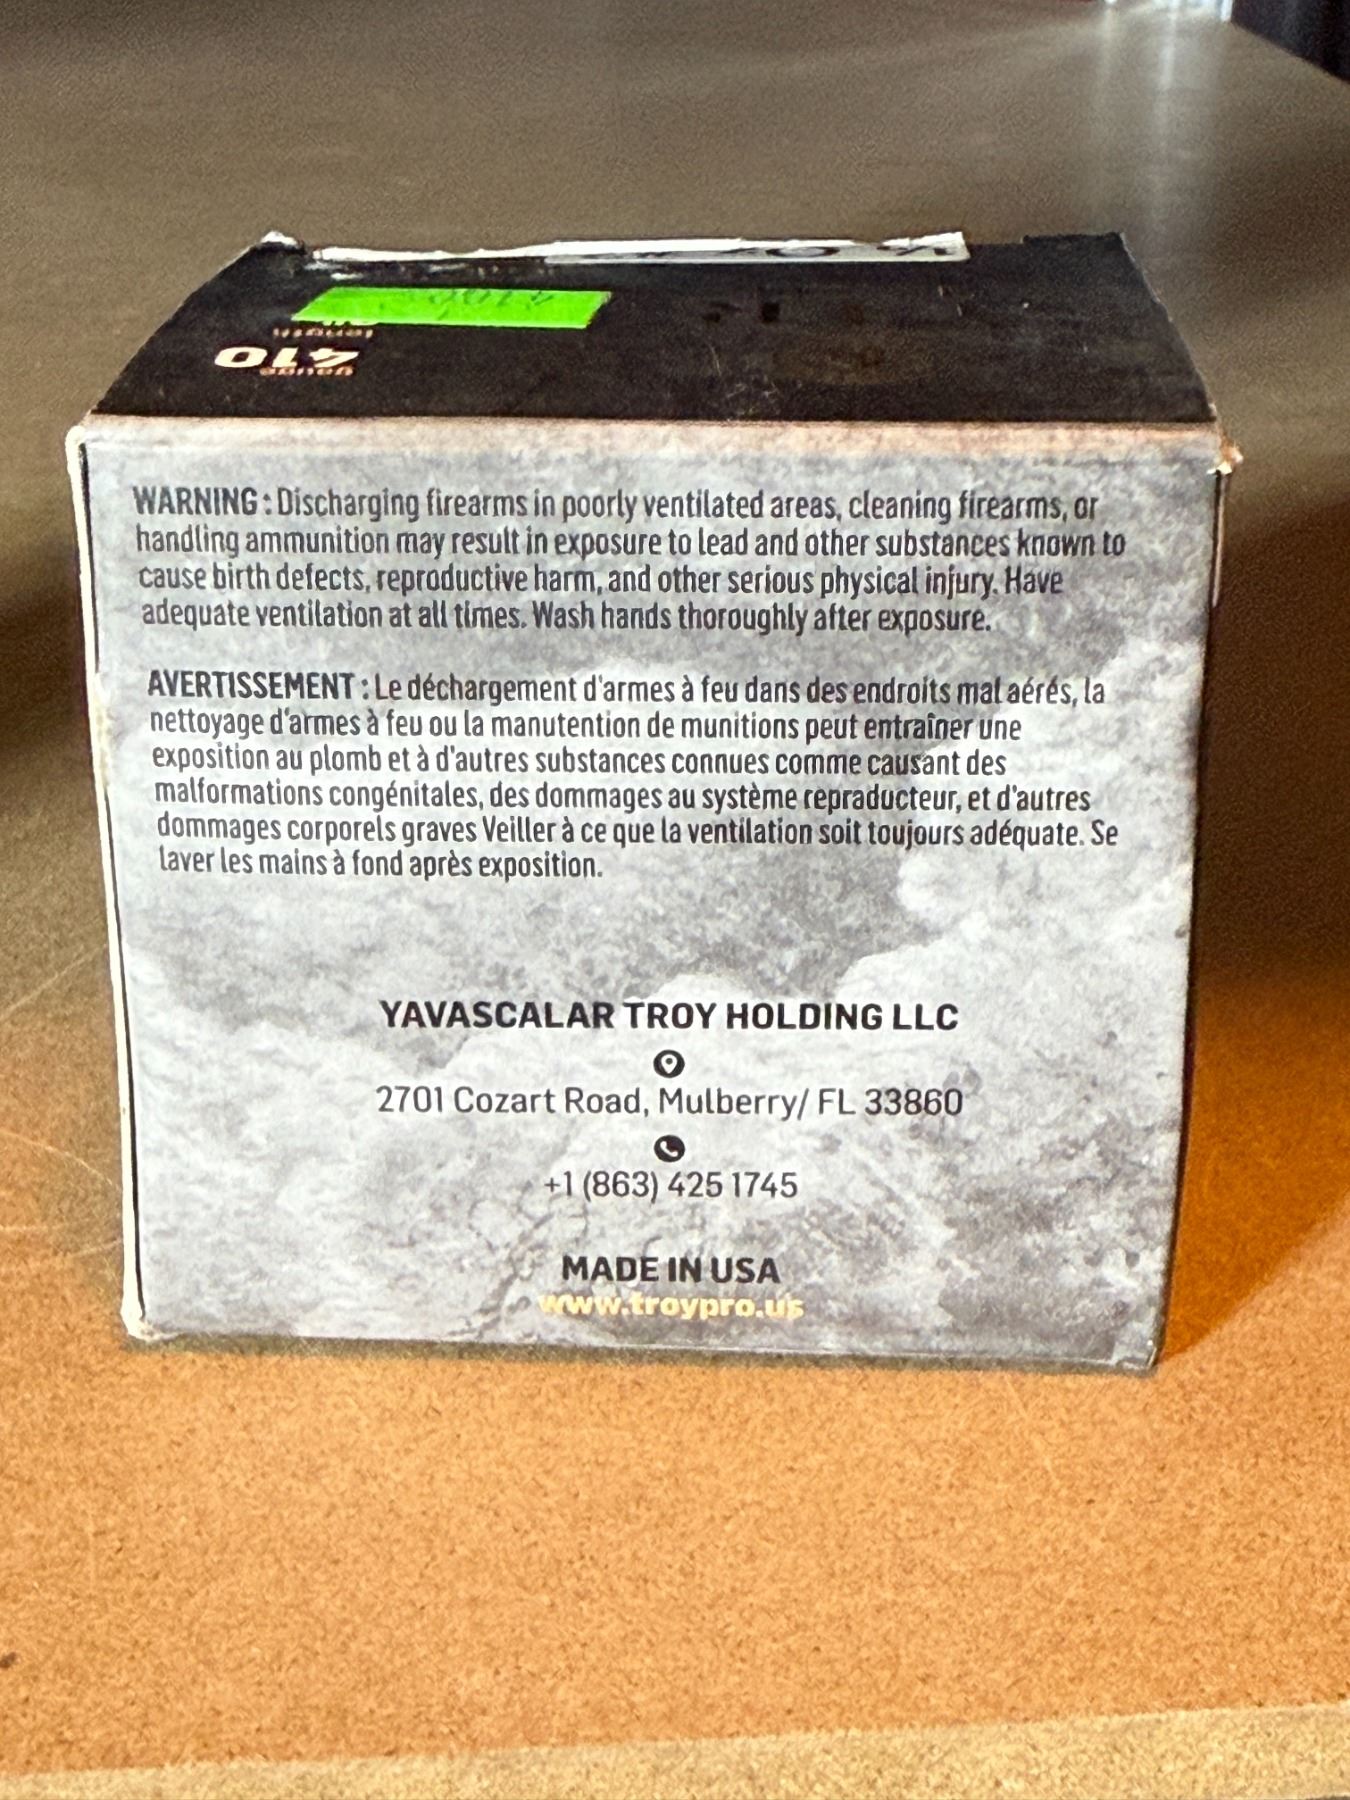 410
gauge
length
WARNING : Discharging firearms in poorly ventilated areas, cleaning firearms, or
handling ammunition may result in exposure to lead and other substances known to
cause birth defects, reproductive harm, and other serious physical injury. Have
adequate ventilation at all times. Wash hands thoroughly after exposure.
AVERTISSEMENT : Le déchargement d'armes à feu dans des endroits mal aérés, la
nettoyage d'armes à feu ou la manutention de munitions peut entraîner une
exposition au plomb et à d'autres substances connues comme causant des
malformations congénitales, des dommages au système repraducteur, et d'autres
dommages corporels graves Veiller à ce que la ventilation soit toujours adéquate. Se
laver les mains à fond après exposition.
YAVASCALAR TROY HOLDING LLC
2701 Cozart Road, Mulberry/ FL 33860
+1 (863) 425 1745
MADE IN USA
www.troypro.us